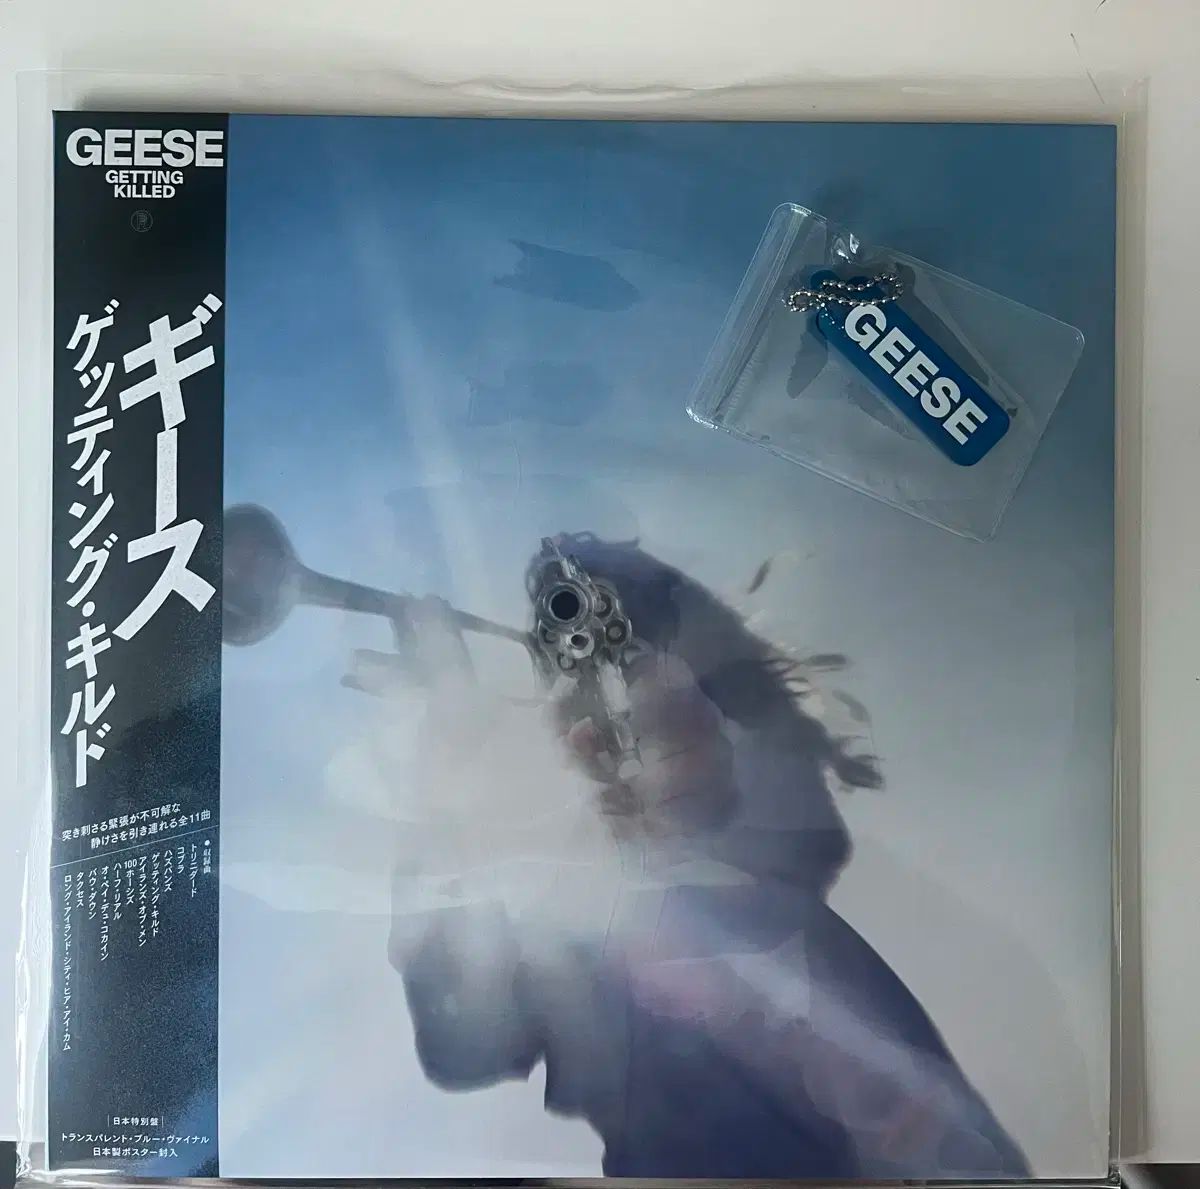 GEESE
GETTING
KILLED
ギース
ゲッティング・キルド
突き刺さる緊張が不可解な
静けさを引き連れる全11曲
●収録曲
トリニダード
コブラ
ハズバンズ
ゲッティング・キルド
アイランズ・オブ・メン
100ホーシズ
ハーフ・リアル
オ・ペイ・デュ・コカイン
バウ・ダウン
タクセス
ロング・アイランド・シティ・ヒア・アイ・カム
日本特別盤
トランスパレント・ブルー・ヴァイナル
日本製ポスター封入
GEESE